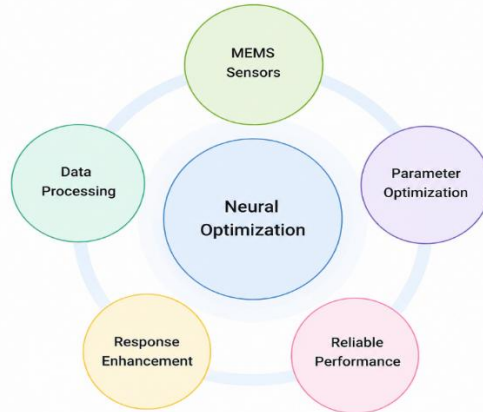 MEMS
Sensors
Data
Processing
Parameter
Optimization
Neural
Optimization
Response
Enhancement
Reliable
Performance